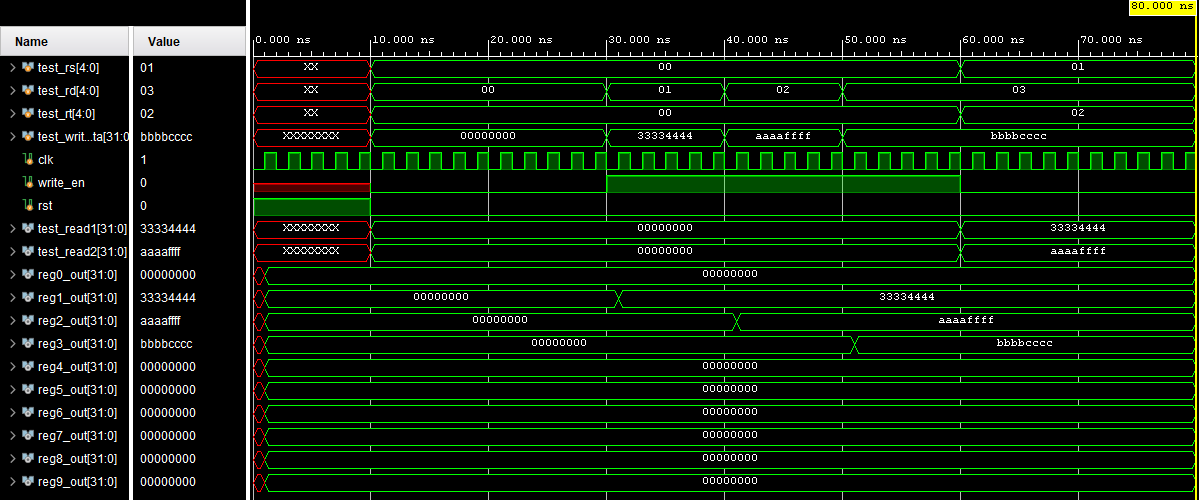 80.000 ns
Name Value 0.000 ns 10.000 ns 20.000 ns 30.000 ns 40.000 ns 50.000 ns 60.000 ns 70.000 ns
test_rs[4:0] 01 XX 00 01
test_rd[4:0] 03 XX 00 01 02 03
test_rt[4:0] 02 XX 00 02
test_writ...ta[31:0 bbbbcccc XXXXXXXX 00000000 33334444 aaaaffff bbbbcccc
clk 1
write_en 0
rst 0
test_read1[31:0] 33334444 XXXXXXXX 00000000 33334444
test_read2[31:0] aaaaffff XXXXXXXX 00000000 aaaaffff
reg0_out[31:0] 00000000 00000000
reg1_out[31:0] 33334444 00000000 33334444
reg2_out[31:0] aaaaffff 00000000 aaaaffff
reg3_out[31:0] bbbbcccc 00000000 bbbbcccc
reg4_out[31:0] 00000000 00000000
reg5_out[31:0] 00000000 00000000
reg6_out[31:0] 00000000 00000000
reg7_out[31:0] 00000000 00000000
reg8_out[31:0] 00000000 00000000
reg9_out[31:0] 00000000 00000000